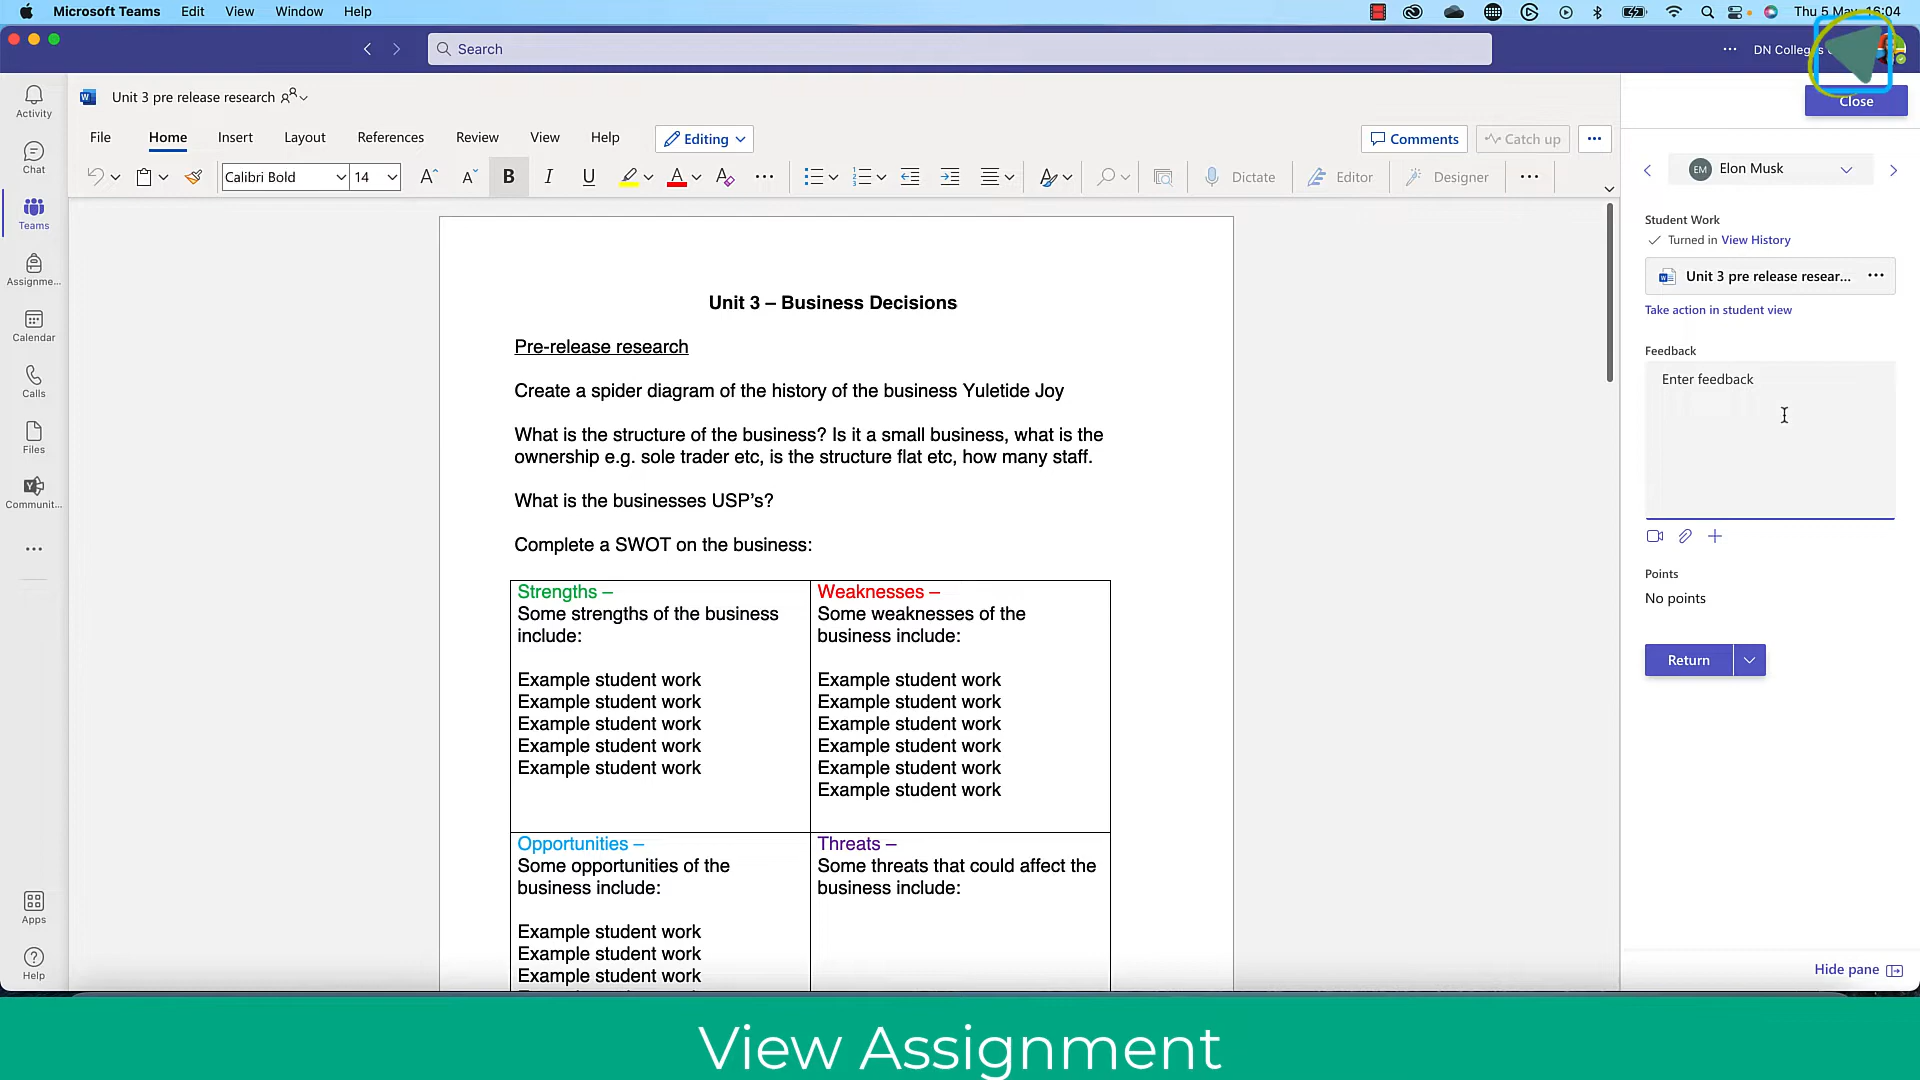 Microsoft Teams Edit View Window Help Thu 5 May 16:04
Search DN Colleges
Close
Activity
Chat
Teams
Assignme...
Calendar
Calls
Files
Communit...
Apps
Help
Unit 3 pre release research
File Home Insert Layout References Review View Help Editing Comments Catch up
Calibri Bold 14 B I U A Dictate Editor Designer
Unit 3 – Business Decisions
Pre-release research
Create a spider diagram of the history of the business Yuletide Joy
What is the structure of the business? Is it a small business, what is the
ownership e.g. sole trader etc, is the structure flat etc, how many staff.
What is the businesses USP's?
Complete a SWOT on the business:
Strengths –
Some strengths of the business
include:
Example student work
Example student work
Example student work
Example student work
Example student work
Weaknesses –
Some weaknesses of the
business include:
Example student work
Example student work
Example student work
Example student work
Example student work
Example student work
Opportunities –
Some opportunities of the
business include:
Example student work
Example student work
Example student work
Threats –
Some threats that could affect the
business include:
EM Elon Musk
Student Work
Turned in View History
Unit 3 pre release resear...
Take action in student view
Feedback
Enter feedback
Points
No points
Return
Hide pane
View Assignment